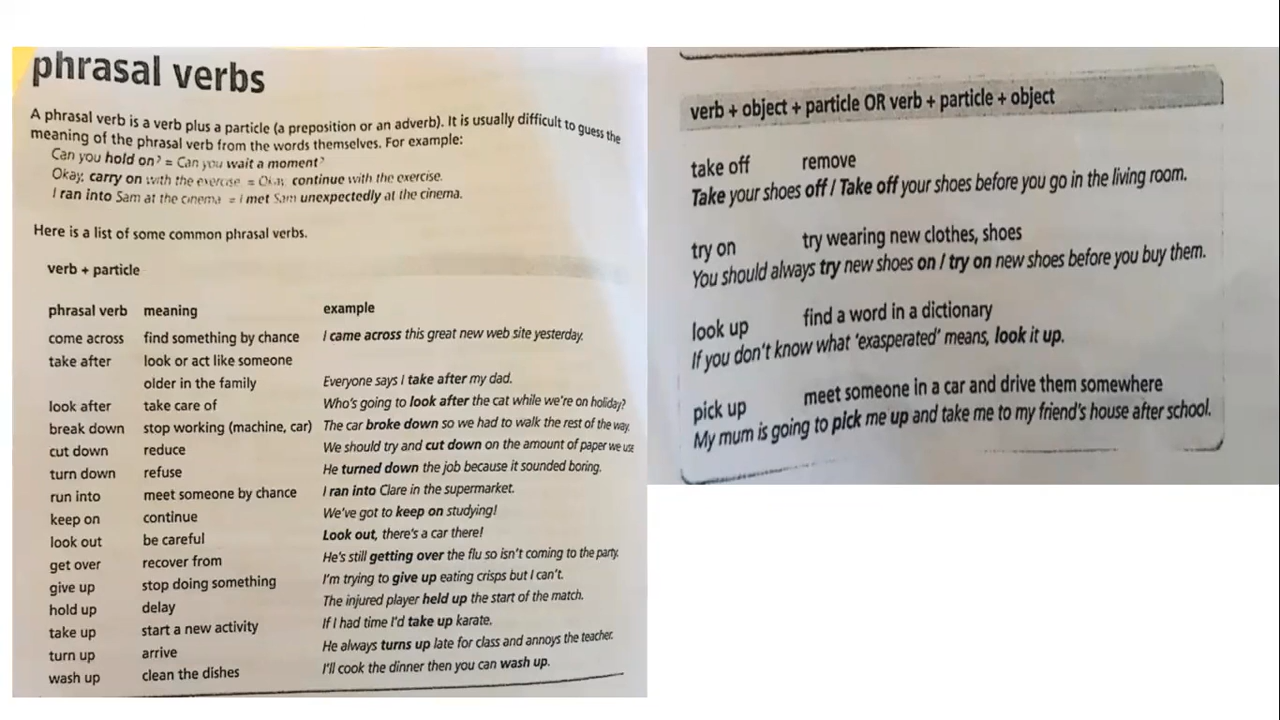 phrasal verbs
A phrasal verb is a verb plus a particle (a preposition or an adverb). It is usually difficult to guess the
meaning of the phrasal verb from the words themselves. For example:
Can you hold on? = Can you wait a moment?
Okay, carry on with the exercise. = Okay, continue with the exercise.
I ran into Sam at the cinema = I met Sam unexpectedly at the cinema.
Here is a list of some common phrasal verbs.
verb + particle
phrasal verb meaning example
come across find something by chance I came across this great new web site yesterday.
take after look or act like someone
older in the family Everyone says I take after my dad.
look after take care of Who's going to look after the cat while we're on holiday?
break down stop working (machine, car) The car broke down so we had to walk the rest of the way.
cut down reduce We should try and cut down on the amount of paper we use
turn down refuse He turned down the job because it sounded boring.
run into meet someone by chance I ran into Clare in the supermarket.
keep on continue We've got to keep on studying!
look out be careful Look out, there's a car there!
get over recover from He's still getting over the flu so isn't coming to the party.
give up stop doing something I'm trying to give up eating crisps but I can't.
hold up delay The injured player held up the start of the match.
take up start a new activity If I had time I'd take up karate.
turn up arrive He always turns up late for class and annoys the teacher.
wash up clean the dishes I'll cook the dinner then you can wash up.
verb + object + particle OR verb + particle + object
take off remove
Take your shoes off / Take off your shoes before you go in the living room.
try on try wearing new clothes, shoes
You should always try new shoes on / try on new shoes before you buy them.
look up find a word in a dictionary
If you don't know what 'exasperated' means, look it up.
pick up meet someone in a car and drive them somewhere
My mum is going to pick me up and take me to my friend's house after school.